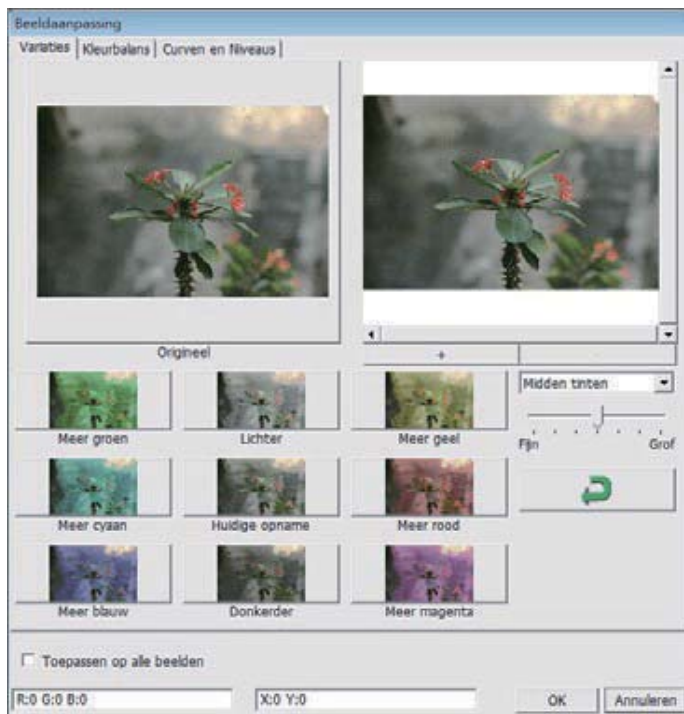 Beeldaanpassing
Variaties Kleurbalans Curven en Niveaus
Origineel
+
Meer groen Lichter Meer geel
Midden tinten
Fijn Grof
Meer cyaan Huidige opname Meer rood
Meer blauw Donkerder Meer magenta
Toepassen op alle beelden
R:0 G:0 B:0 X:0 Y:0 OK Annuleren